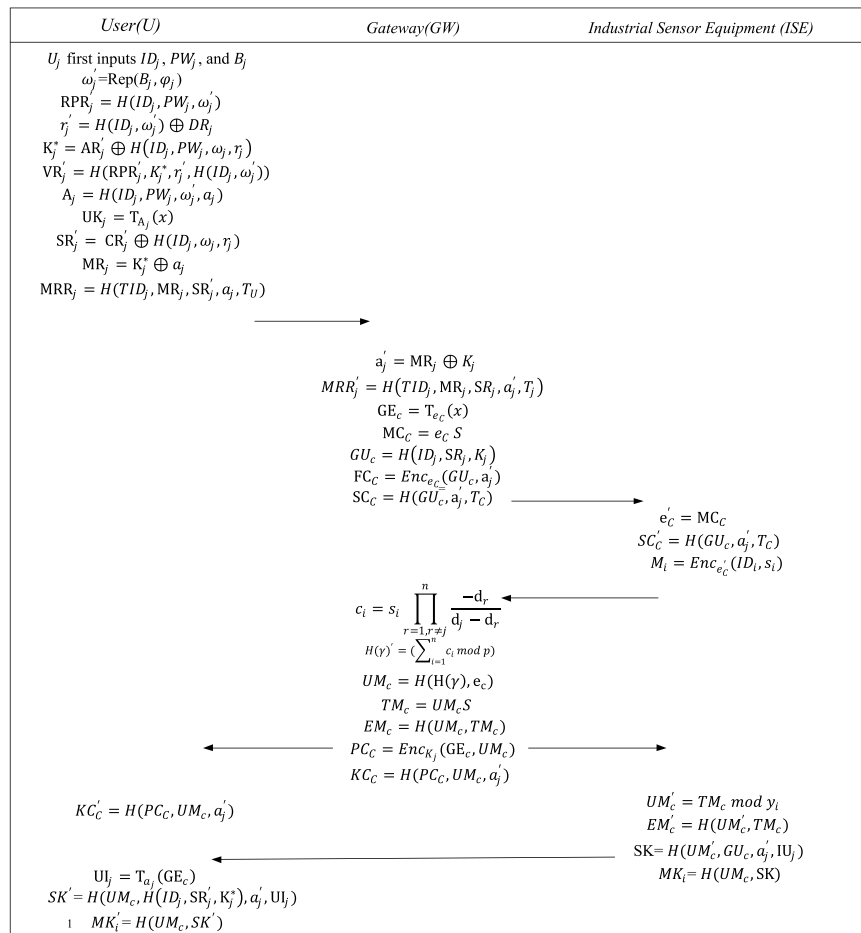 User(U)
Gateway(GW)
Industrial Sensor Equipment (ISE)
U_j first inputs ID_j, PW_j, and B_j
ω_j^'=Rep(B_j, φ_j)
RPR_j^' = H(ID_j, PW_j, ω_j^')
r_j^' = H(ID_j, ω_j^') ⊕ DR_j
K_j^* = AR_j^' ⊕ H(ID_j, PW_j, ω_j, r_j)
VR_j^' = H(RPR_j^', K_j^*, r_j^', H(ID_j, ω_j^'))
A_j = H(ID_j, PW_j, ω_j^', a_j)
UK_j = T_{A_j}(x)
SR_j^' = CR_j^' ⊕ H(ID_j, ω_j, r_j)
MR_j = K_j^* ⊕ a_j
MRR_j = H(TID_j, MR_j, SR_j^', a_j, T_U)
a_j^' = MR_j ⊕ K_j
MRR_j^' = H(TID_j, MR_j, SR_j, a_j^', T_j)
GE_c = T_{e_C}(x)
MC_C = e_C S
GU_c = H(ID_j, SR_j, K_j)
FC_C = Enc_{e_C}(GU_c, a_j^')
SC_C = H(GU_c, a_j^', T_C)
e_C^' = MC_C
SC_C^' = H(GU_c, a_j^', T_C)
M_i = Enc_{e_C^'}(ID_i, s_i)
c_i = s_i ∏_{r=1,r≠j}^{n} \frac{-d_r}{d_j − d_r}
H(γ)^' = (∑_{i=1}^{n} c_i mod p)
UM_c = H(H(γ), e_c)
TM_c = UM_c S
EM_c = H(UM_c, TM_c)
PC_C = Enc_{K_j}(GE_c, UM_c)
KC_C = H(PC_C, UM_c, a_j^')
KC_C^' = H(PC_C, UM_c, a_j^')
UM_c^' = TM_c mod y_i
EM_c^' = H(UM_c^', TM_c)
SK= H(UM_c^', GU_c, a_j^', IU_j)
MK_i= H(UM_c, SK)
UI_j = T_{a_j}(GE_c)
SK^' = H(UM_c, H(ID_j, SR_j^', K_j^*), a_j^', UI_j)
1 MK_i^' = H(UM_c, SK^')